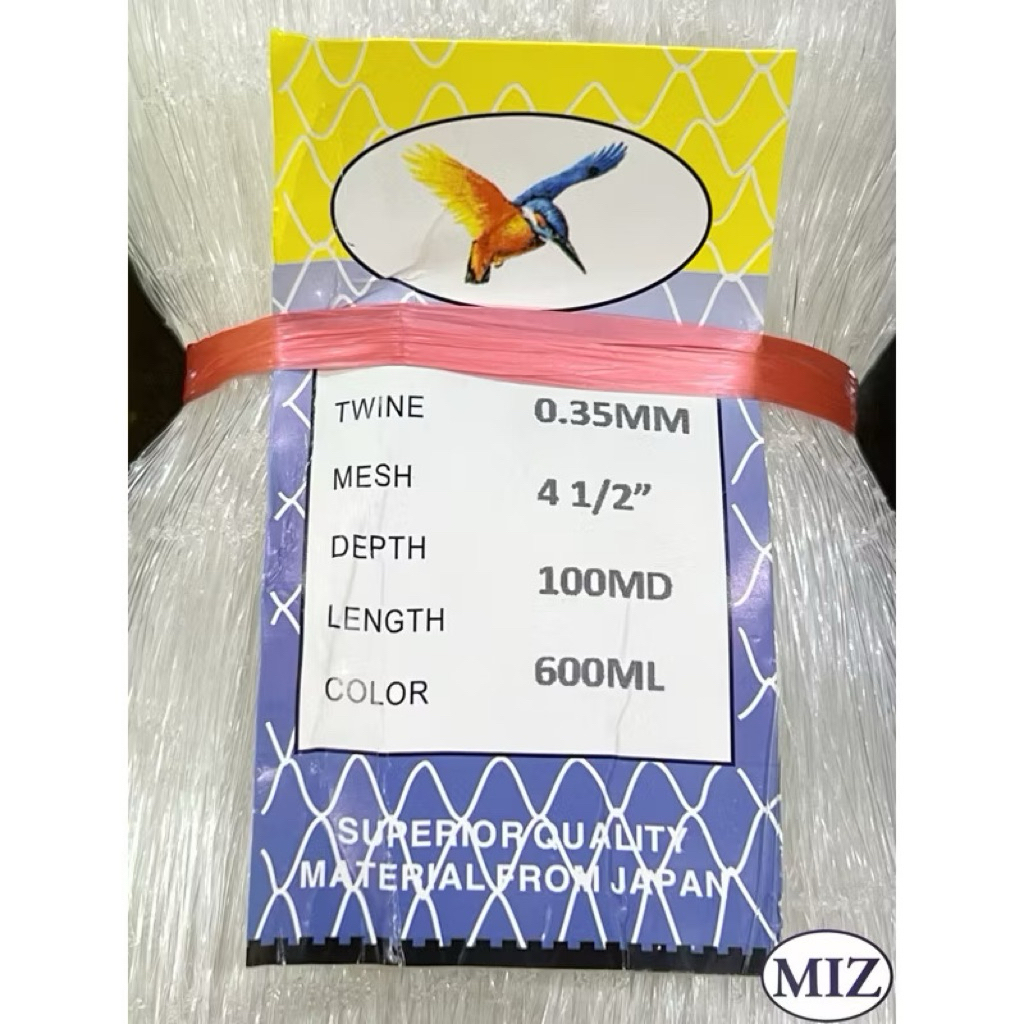 TWINE 0.35MM
MESH 4 1/2”
DEPTH 100MD
LENGTH 600ML
COLOR
SUPERIOR QUALITY
MATERIAL FROM JAPAN
MIZ